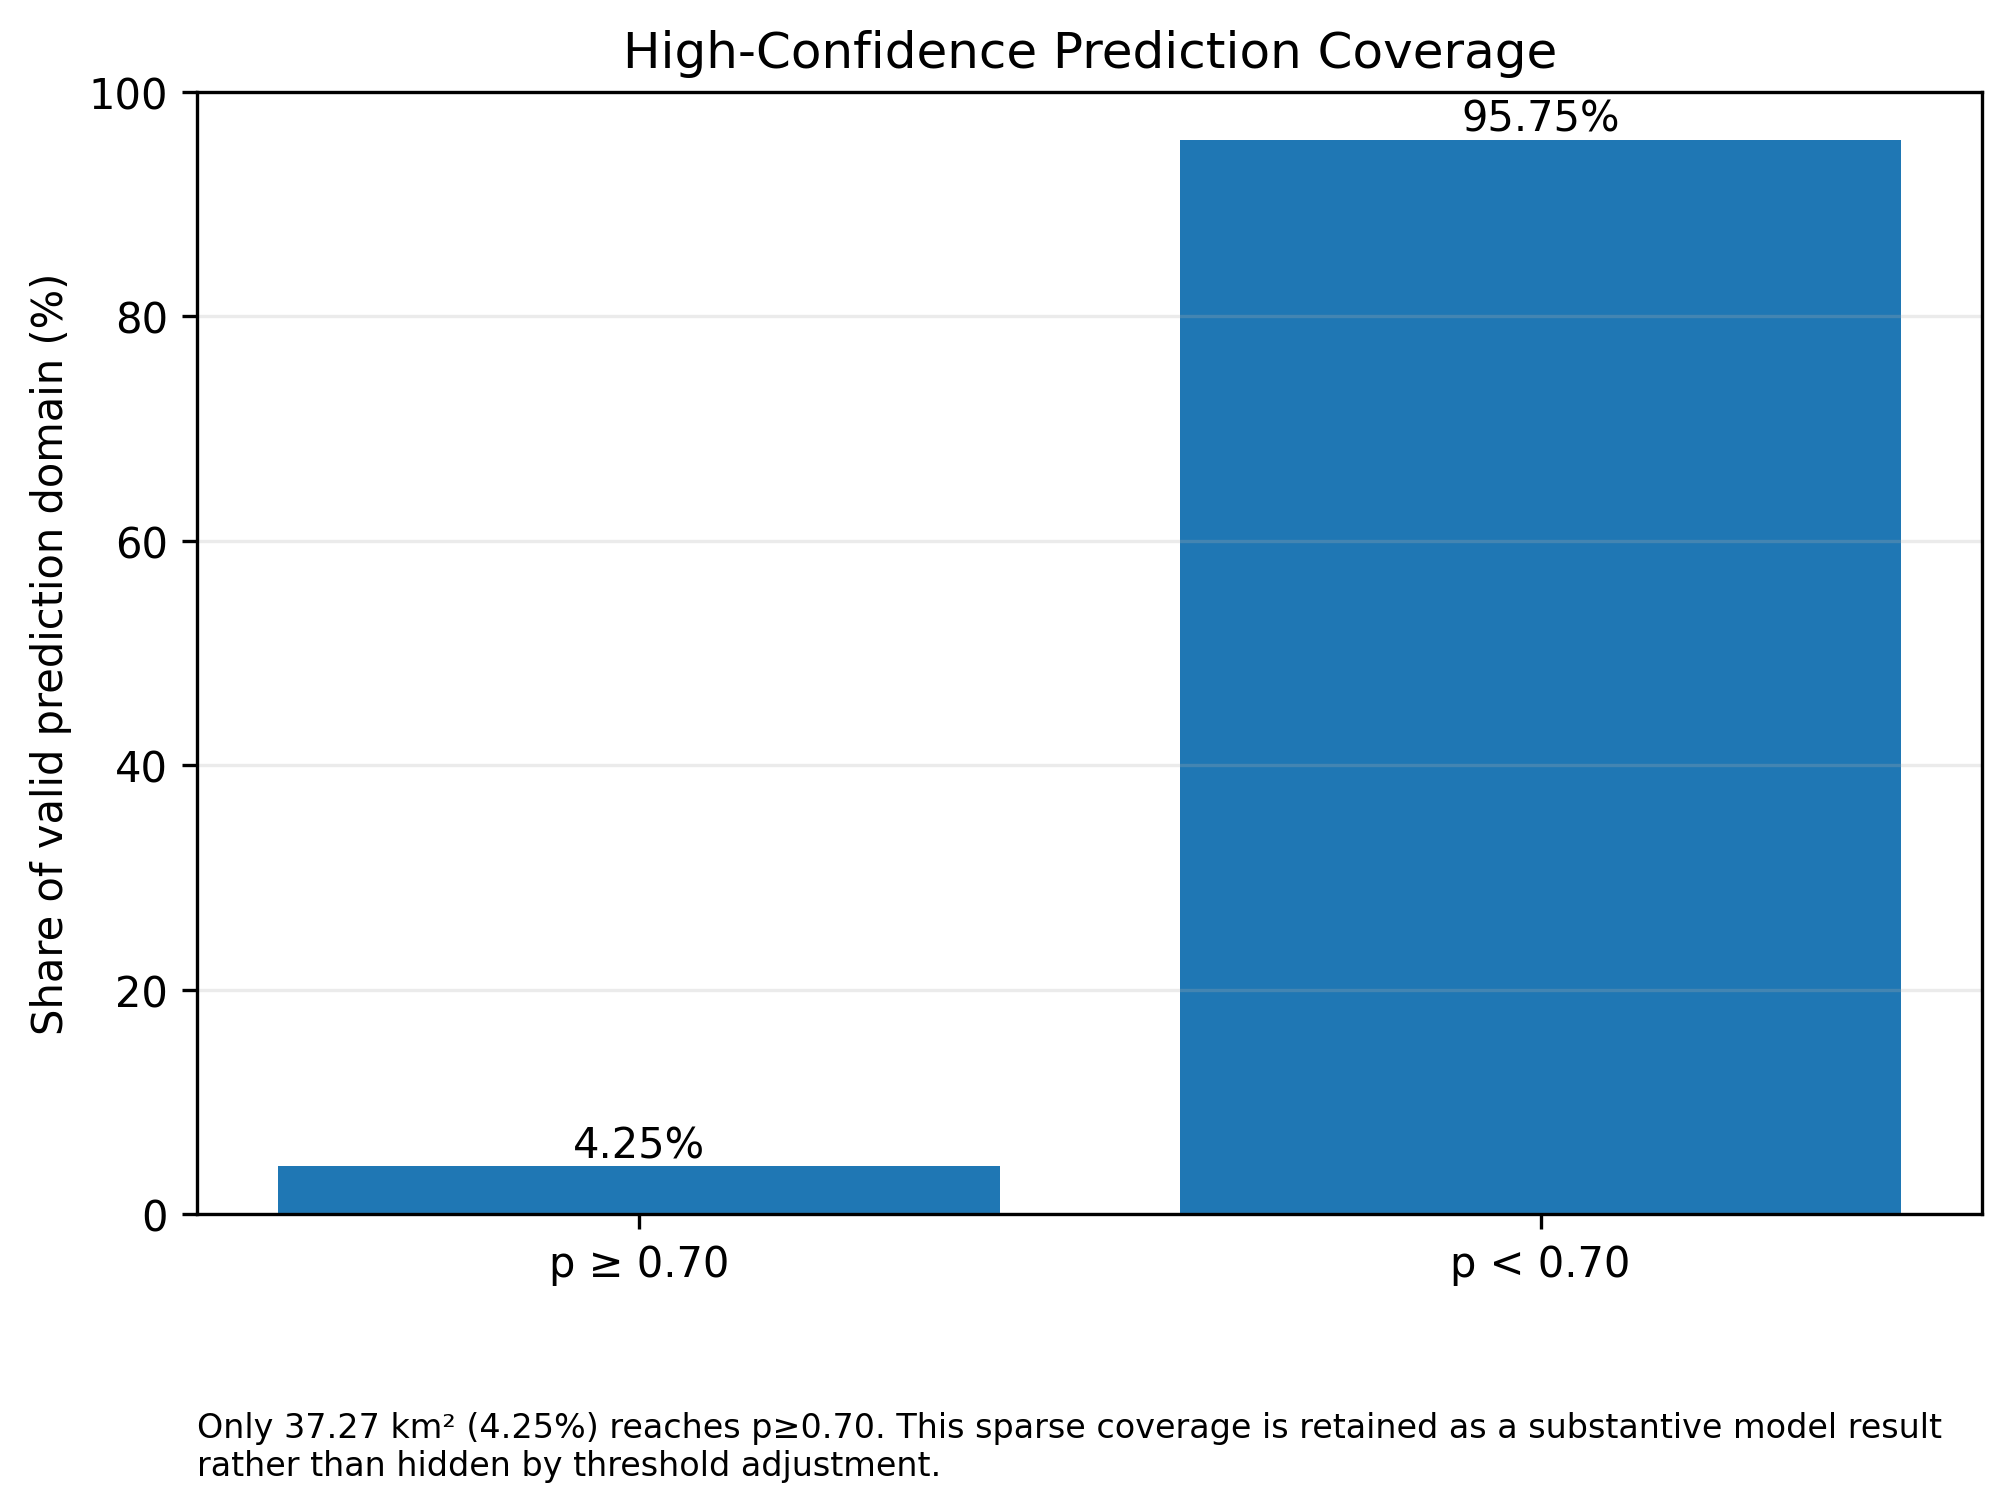 High-Confidence Prediction Coverage
Share of valid prediction domain (%)
100
80
60
40
20
0
95.75%
4.25%
p ≥ 0.70
p < 0.70
Only 37.27 km² (4.25%) reaches p≥0.70. This sparse coverage is retained as a substantive model result
rather than hidden by threshold adjustment.